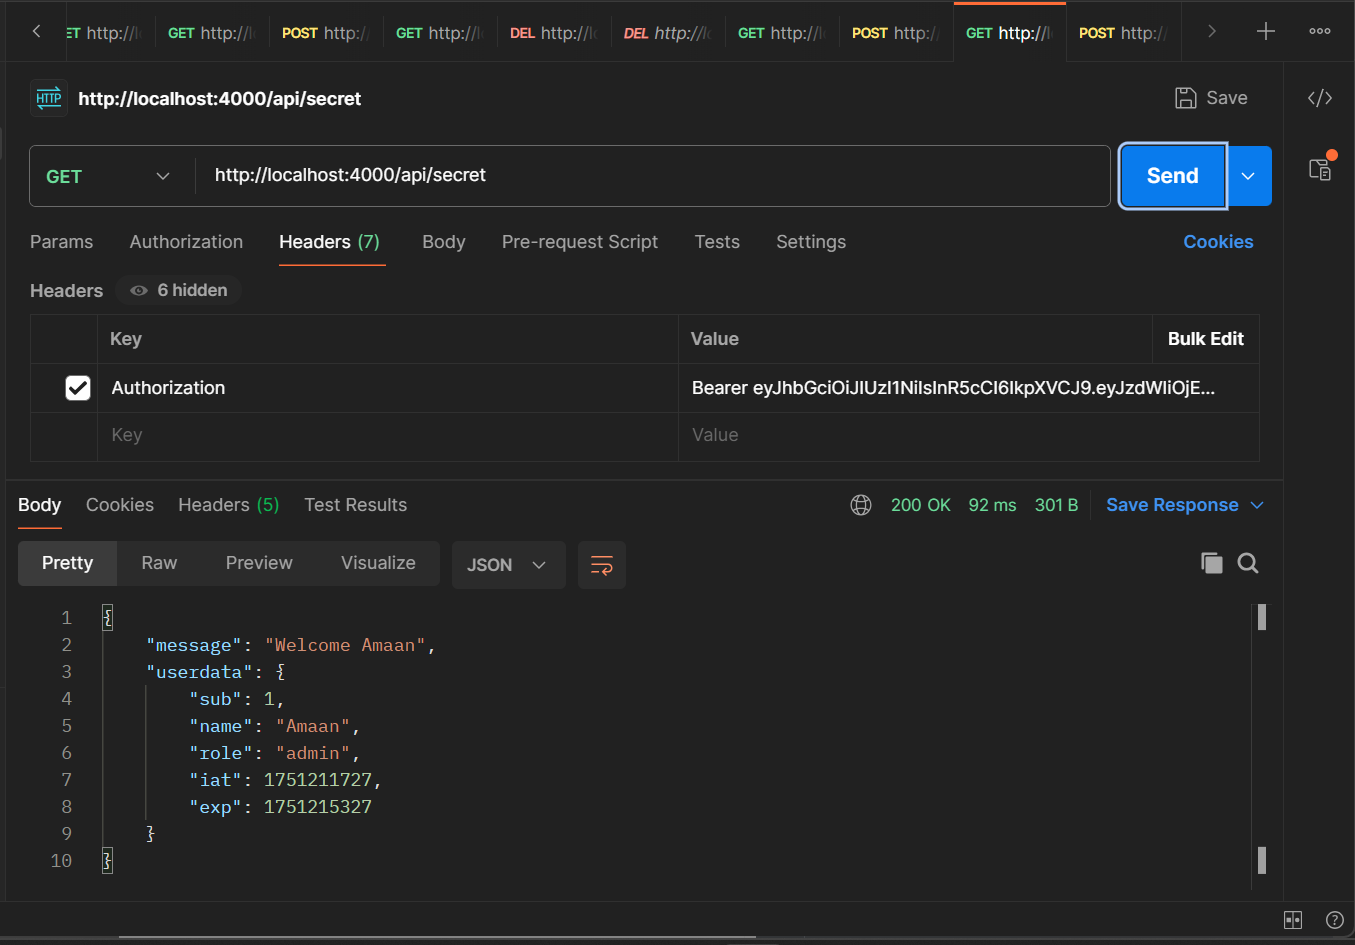 ET http://l
GET http://l
POST http:/
GET http://l
DEL http://l
DEL http://l
GET http://l
POST http:/
GET http://l
POST http:/
HTTP http://localhost:4000/api/secret
Save
GET http://localhost:4000/api/secret Send
Params Authorization Headers (7) Body Pre-request Script Tests Settings Cookies
Headers 6 hidden
Key Value Bulk Edit
Authorization Bearer eyJhbGciOiJIUzI1NiIsInR5cCI6IkpXVCJ9.eyJzdWIiOjE...
Key Value
Body Cookies Headers (5) Test Results 200 OK 92 ms 301 B Save Response
Pretty Raw Preview Visualize JSON
1 {
2 "message": "Welcome Amaan",
3 "userdata": {
4 "sub": 1,
5 "name": "Amaan",
6 "role": "admin",
7 "iat": 1751211727,
8 "exp": 1751215327
9 }
10 }